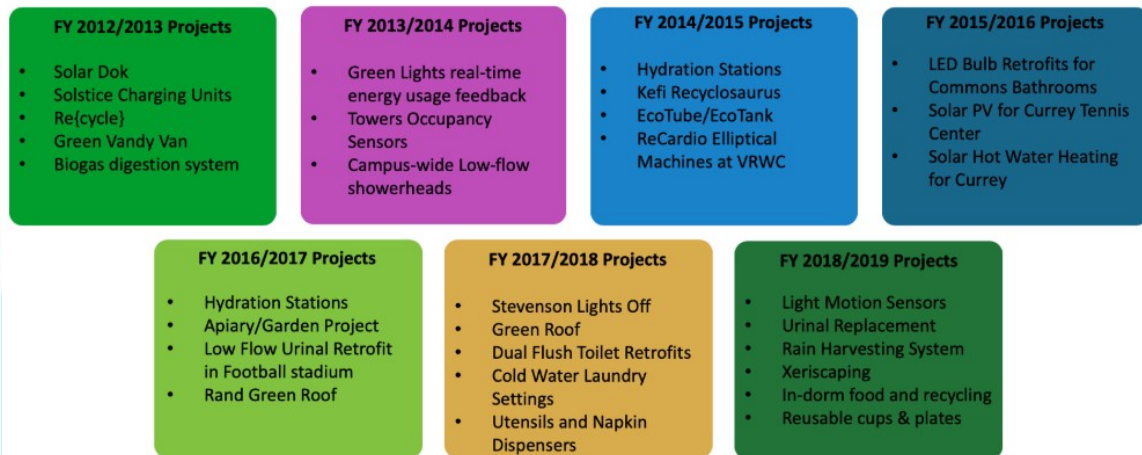 FY 2012/2013 Projects
• Solar Dok
• Solstice Charging Units
• Re{cycle}
• Green Vandy Van
• Biogas digestion system
FY 2013/2014 Projects
• Green Lights real-time
energy usage feedback
• Towers Occupancy
Sensors
• Campus-wide Low-flow
showerheads
FY 2014/2015 Projects
• Hydration Stations
• Kefi Recyclosaurus
• EcoTube/EcoTank
• ReCardio Elliptical
Machines at VRWC
FY 2015/2016 Projects
• LED Bulb Retrofits for
Commons Bathrooms
• Solar PV for Currey Tennis
Center
• Solar Hot Water Heating
for Currey
FY 2016/2017 Projects
• Hydration Stations
• Apiary/Garden Project
• Low Flow Urinal Retrofit
in Football stadium
• Rand Green Roof
FY 2017/2018 Projects
• Stevenson Lights Off
• Green Roof
• Dual Flush Toilet Retrofits
• Cold Water Laundry
Settings
• Utensils and Napkin
Dispensers
FY 2018/2019 Projects
• Light Motion Sensors
• Urinal Replacement
• Rain Harvesting System
• Xeriscaping
• In-dorm food and recycling
• Reusable cups & plates